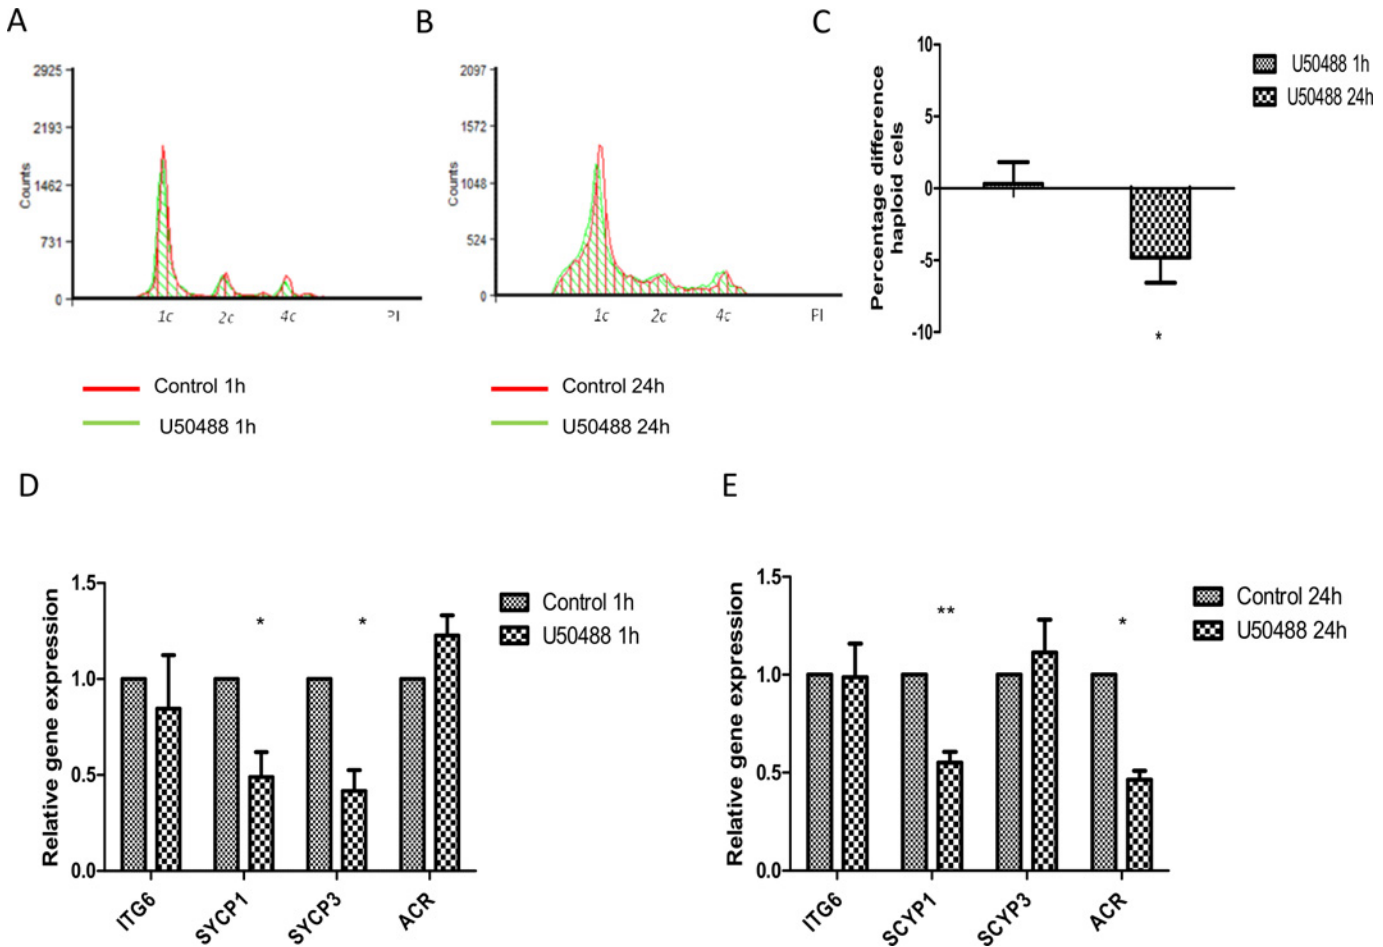 A
2925
2193
1462
731
0
Counts
1c 2c 4c PI
Control 1h
U50488 1h
B
2097
1572
1048
524
0
Counts
1c 2c 4c PI
Control 24h
U50488 24h
C
10
5
0
-5
-10
Percentage difference
haploid cels
*
U50488 1h
U50488 24h
D
1.5
1.0
0.5
0.0
Relative gene expression
* *
ITG6 SYCP1 SYCP3 ACR
Control 1h
U50488 1h
E
1.5
1.0
0.5
0.0
Relative gene expression
** *
ITG6 SCYP1 SCYP3 ACR
Control 24h
U50488 24h